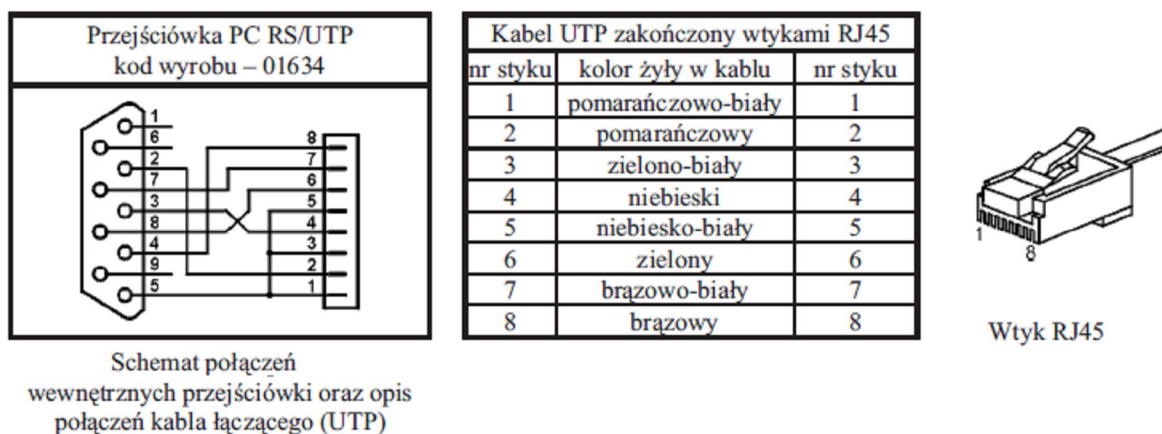 Przejściówka PC RS/UTP
kod wyrobu – 01634
1
6
2
7
3
8
4
9
5
8
7
6
5
4
3
2
1
Schemat połączeń
wewnętrznych przejściówki oraz opis
połączeń kabla łączącego (UTP)
Kabel UTP zakończony wtykami RJ45
nr styku kolor żyły w kablu nr styku
1 pomarańczowo-biały 1
2 pomarańczowy 2
3 zielono-biały 3
4 niebieski 4
5 niebiesko-biały 5
6 zielony 6
7 brązowo-biały 7
8 brązowy 8
1
8
Wtyk RJ45